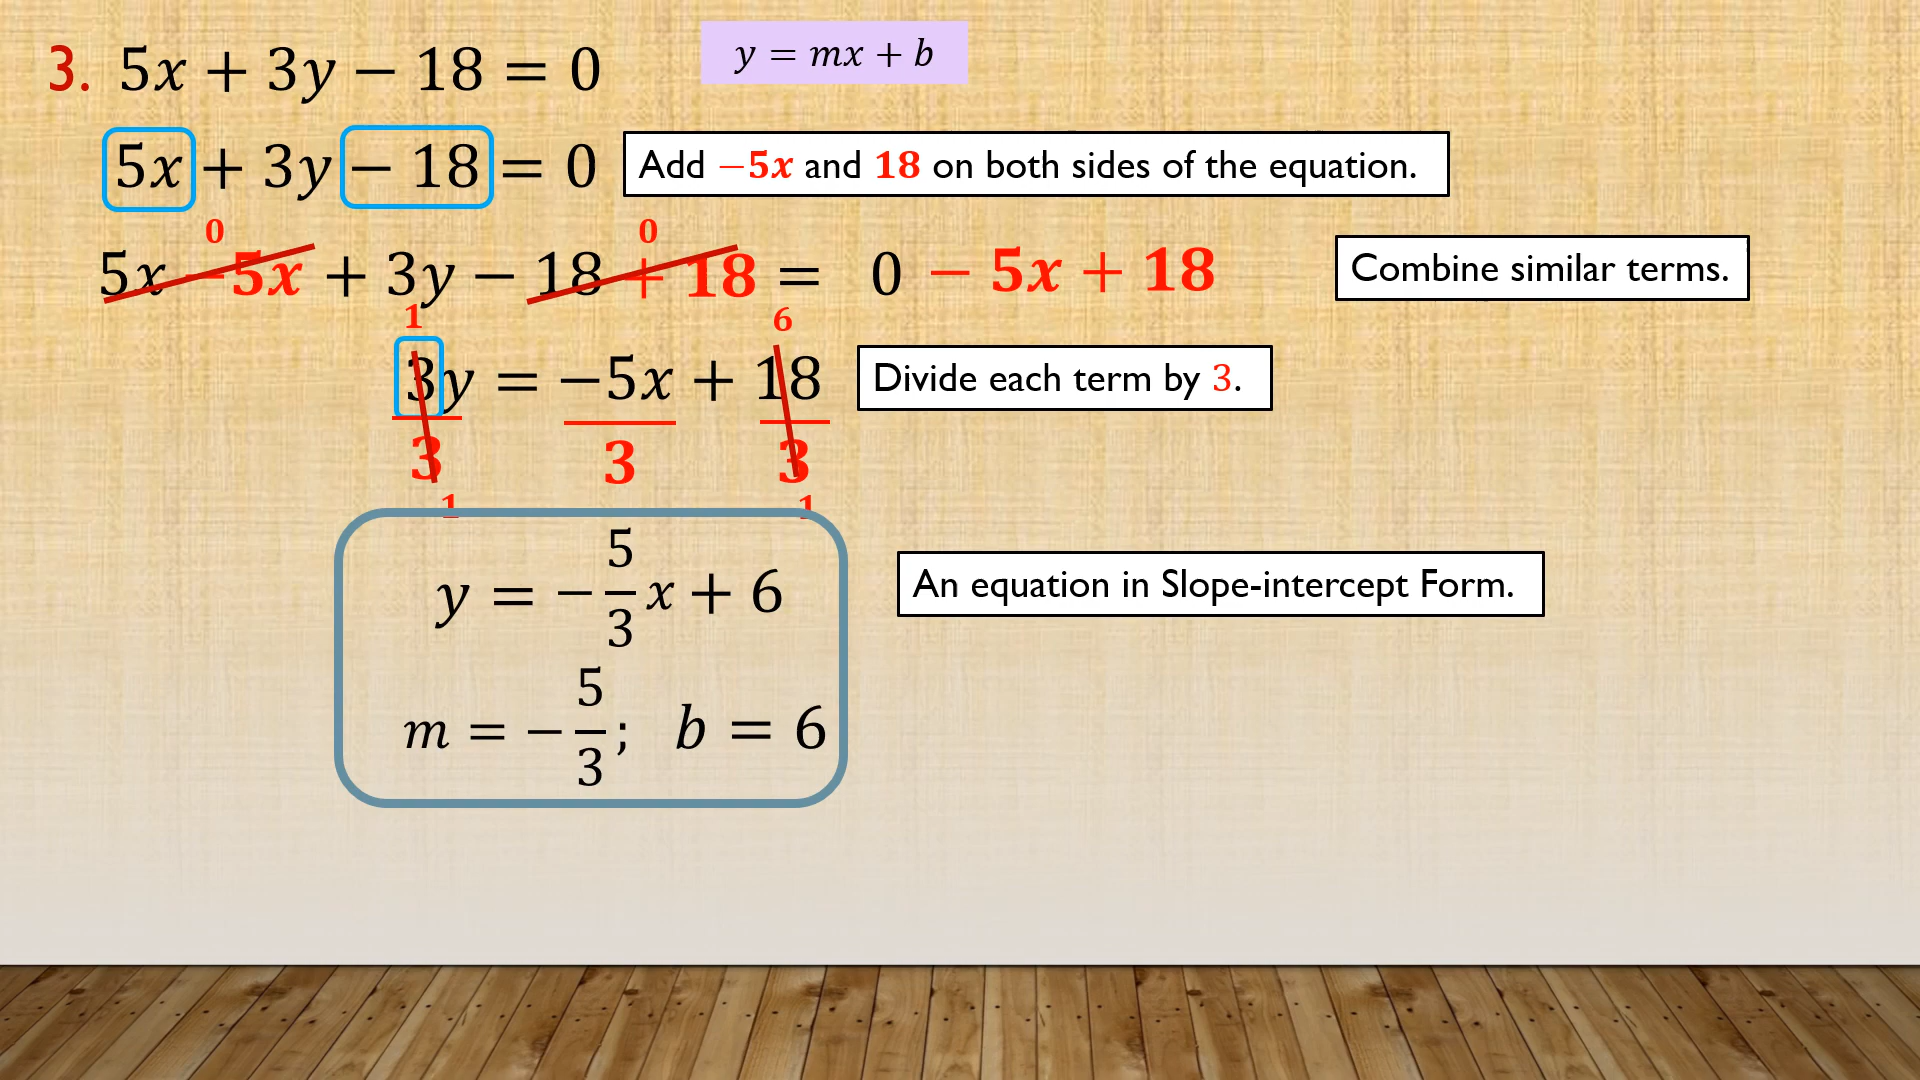 3. 5x + 3y − 18 = 0
y = mx + b
5x + 3y − 18 = 0
Add −5x and 18 on both sides of the equation.
0 0
5x − 5x + 3y − 18 + 18 = 0 − 5x + 18
Combine similar terms.
1 6
3y = −5x + 18
Divide each term by 3.
3 3 3
1 1
y = −5/3 x + 6
An equation in Slope-intercept Form.
m = −5/3; b = 6